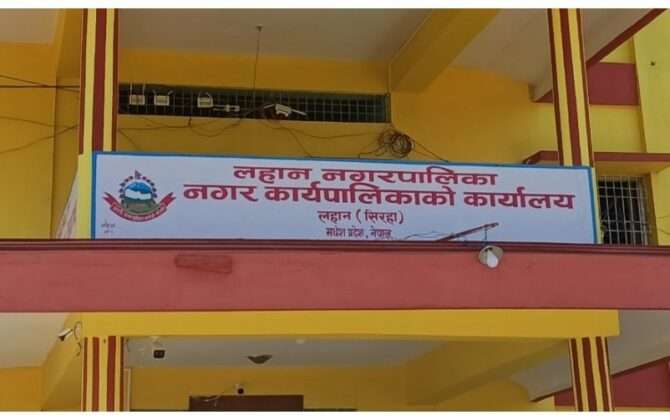 लहान नगरपालिका
नगर कार्यपालिकाको कार्यालय
लहान (सिरहा)
मधेश प्रदेश, नेपाल